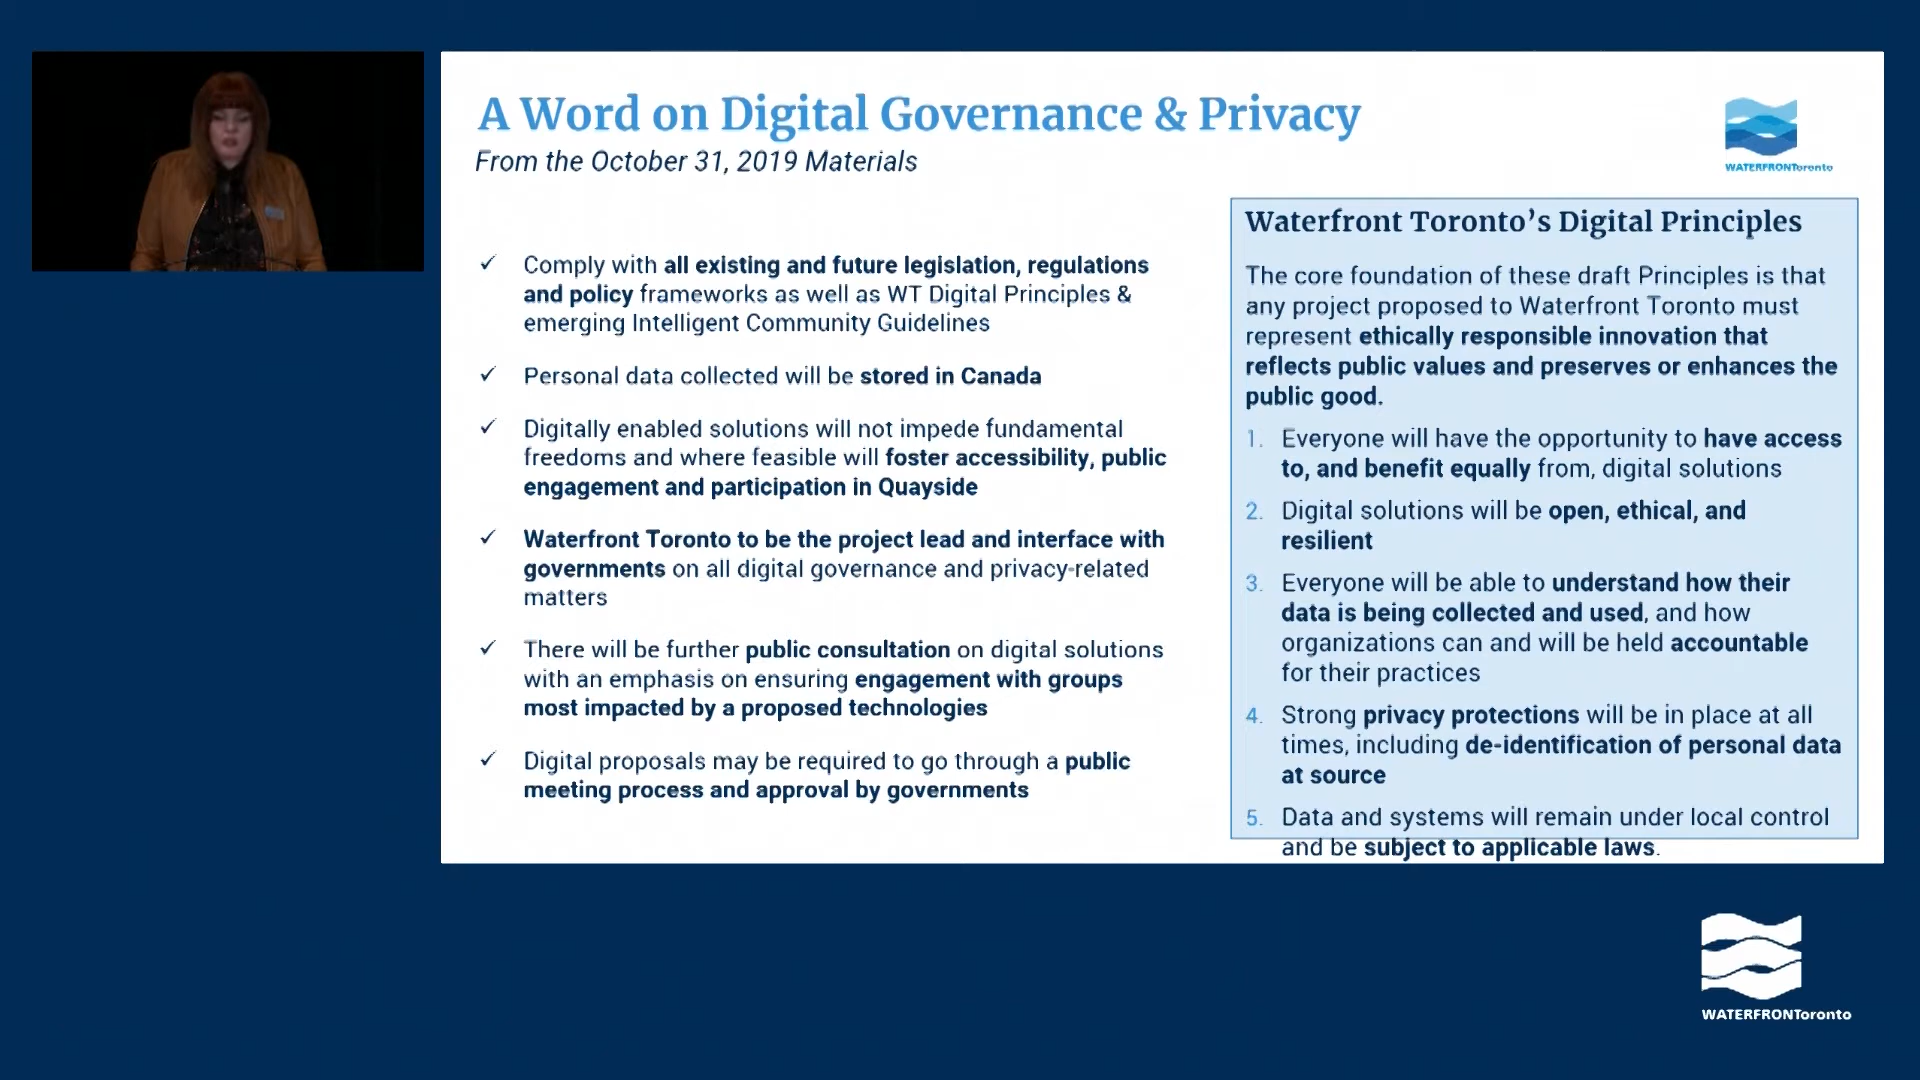 A Word on Digital Governance & Privacy
From the October 31, 2019 Materials
WATERFRONToronto
✓ Comply with all existing and future legislation, regulations
and policy frameworks as well as WT Digital Principles &
emerging Intelligent Community Guidelines
✓ Personal data collected will be stored in Canada
✓ Digitally enabled solutions will not impede fundamental
freedoms and where feasible will foster accessibility, public
engagement and participation in Quayside
✓ Waterfront Toronto to be the project lead and interface with
governments on all digital governance and privacy-related
matters
✓ There will be further public consultation on digital solutions
with an emphasis on ensuring engagement with groups
most impacted by a proposed technologies
✓ Digital proposals may be required to go through a public
meeting process and approval by governments
Waterfront Toronto’s Digital Principles
The core foundation of these draft Principles is that
any project proposed to Waterfront Toronto must
represent ethically responsible innovation that
reflects public values and preserves or enhances the
public good.
1. Everyone will have the opportunity to have access
to, and benefit equally from, digital solutions
2. Digital solutions will be open, ethical, and
resilient
3. Everyone will be able to understand how their
data is being collected and used, and how
organizations can and will be held accountable
for their practices
4. Strong privacy protections will be in place at all
times, including de-identification of personal data
at source
5. Data and systems will remain under local control
and be subject to applicable laws.
WATERFRONToronto